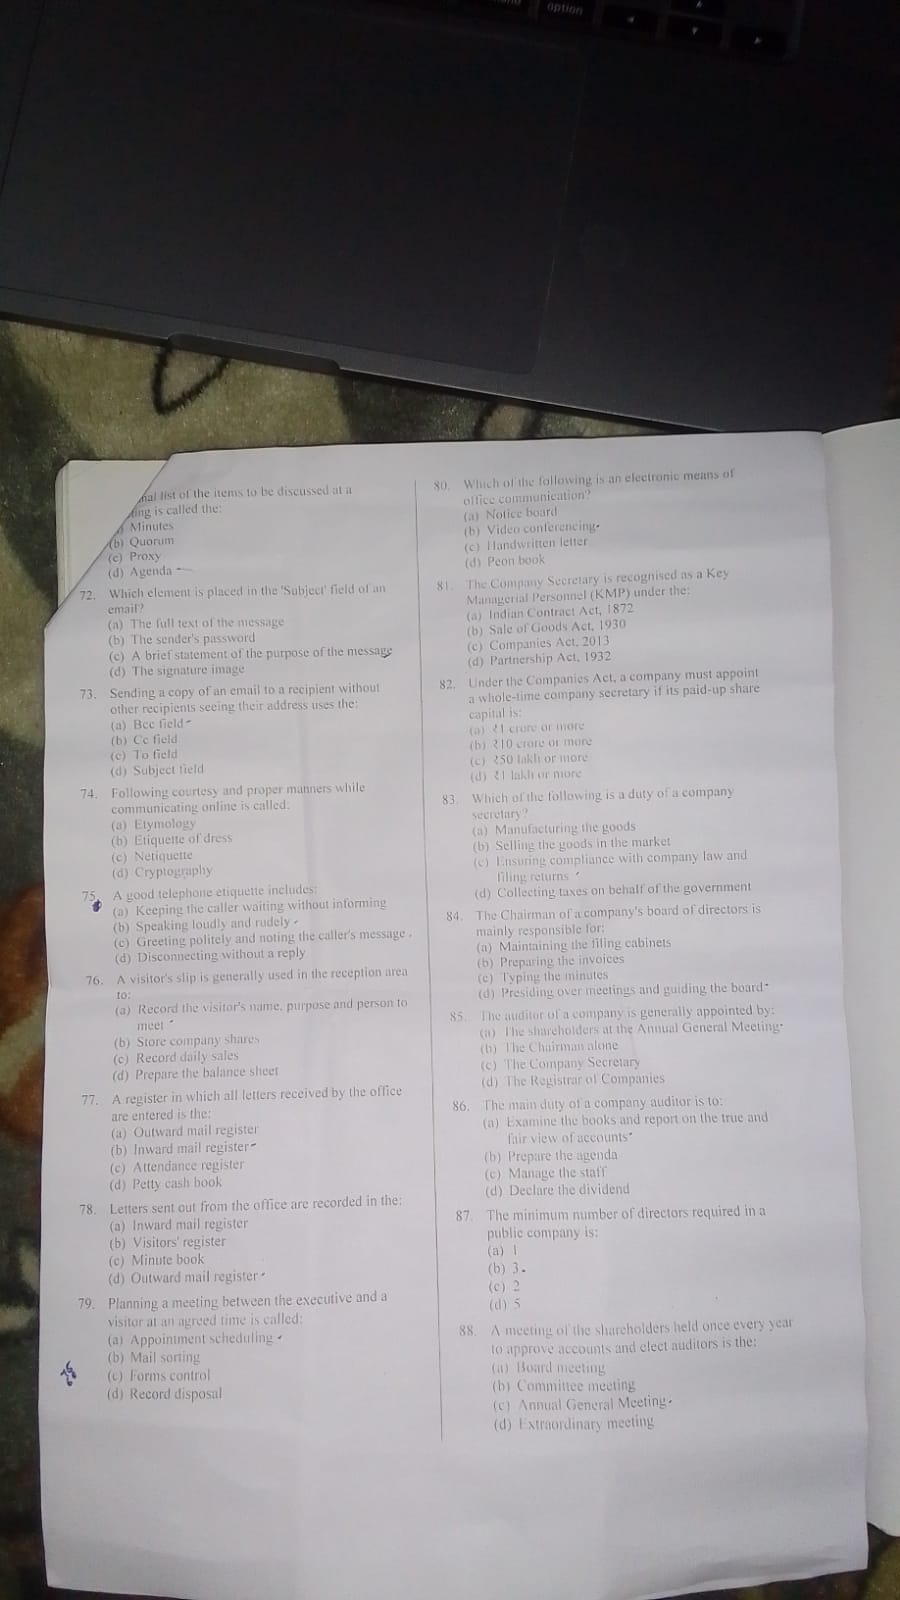 option
nal list of the items to be discussed at a
ting is called the:
Minutes
(b) Quorum
(c) Proxy
(d) Agenda
72. Which element is placed in the 'Subject' field of an
email?
(a) The full text of the message
(b) The sender's password
(c) A brief statement of the purpose of the message
(d) The signature image
73. Sending a copy of an email to a recipient without
other recipients seeing their address uses the:
(a) Bcc field
(b) Cc field
(c) To field
(d) Subject field
74. Following courtesy and proper manners while
communicating online is called:
(a) Etymology
(b) Etiquette of dress
(c) Netiquette
(d) Cryptography
75. A good telephone etiquette includes:
(a) Keeping the caller waiting without informing
(b) Speaking loudly and rudely
(c) Greeting politely and noting the caller's message
(d) Disconnecting without a reply
76. A visitor's slip is generally used in the reception area
to:
(a) Record the visitor's name, purpose and person to
meet
(b) Store company shares
(c) Record daily sales
(d) Prepare the balance sheet
77. A register in which all letters received by the office
are entered is the:
(a) Outward mail register
(b) Inward mail register
(c) Attendance register
(d) Petty cash book
78. Letters sent out from the office are recorded in the:
(a) Inward mail register
(b) Visitors' register
(c) Minute book
(d) Outward mail register
79. Planning a meeting between the executive and a
visitor at an agreed time is called:
(a) Appointment scheduling
(b) Mail sorting
(c) Forms control
(d) Record disposal
80. Which of the following is an electronic means of
office communication?
(a) Notice board
(b) Video conferencing
(c) Handwritten letter
(d) Peon book
81. The Company Secretary is recognised as a Key
Managerial Personnel (KMP) under the:
(a) Indian Contract Act, 1872
(b) Sale of Goods Act, 1930
(c) Companies Act, 2013
(d) Partnership Act, 1932
82. Under the Companies Act, a company must appoint
a whole-time company secretary if its paid-up share
capital is:
(a) ₹1 crore or more
(b) ₹10 crore or more
(c) ₹50 lakh or more
(d) ₹1 lakh or more
83. Which of the following is a duty of a company
secretary?
(a) Manufacturing the goods
(b) Selling the goods in the market
(c) Ensuring compliance with company law and
filing returns
(d) Collecting taxes on behalf of the government
84. The Chairman of a company's board of directors is
mainly responsible for:
(a) Maintaining the filing cabinets
(b) Preparing the invoices
(c) Typing the minutes
(d) Presiding over meetings and guiding the board
85. The auditor of a company is generally appointed by:
(a) The shareholders at the Annual General Meeting
(b) The Chairman alone
(c) The Company Secretary
(d) The Registrar of Companies
86. The main duty of a company auditor is to:
(a) Examine the books and report on the true and
fair view of accounts
(b) Prepare the agenda
(c) Manage the staff
(d) Declare the dividend
87. The minimum number of directors required in a
public company is:
(a) 1
(b) 3
(c) 2
(d) 5
88. A meeting of the shareholders held once every year
to approve accounts and elect auditors is the:
(a) Board meeting
(b) Committee meeting
(c) Annual General Meeting
(d) Extraordinary meeting